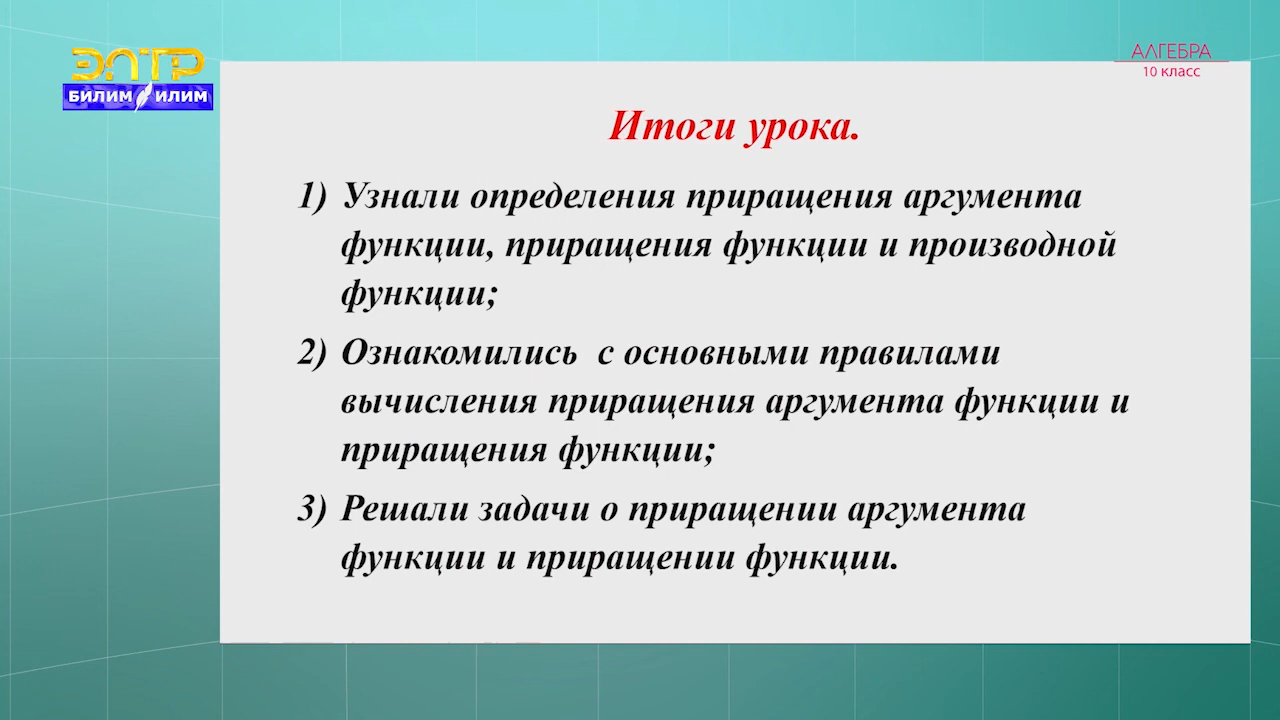 ЭЛТР
БИЛИМ ИЛИМ
АЛГЕБРА
10 класс
Итоги урока.
1) Узнали определения приращения аргумента
функции, приращения функции и производной
функции;
2) Ознакомились с основными правилами
вычисления приращения аргумента функции и
приращения функции;
3) Решали задачи о приращении аргумента
функции и приращении функции.